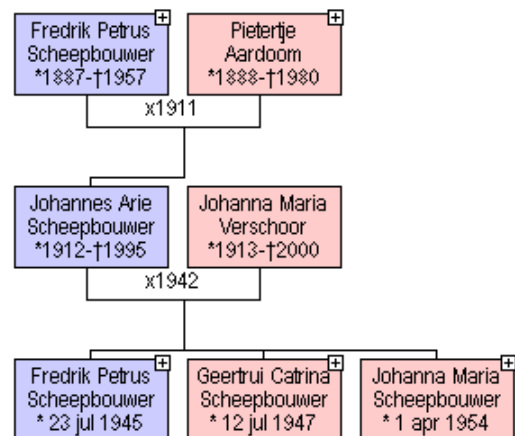 Fredrik Petrus
Scheepbouwer
*1887-†1957
Pietertje
Aardoom
*1888-†1980
x1911
Johannes Arie
Scheepbouwer
*1912-†1995
Johanna Maria
Verschoor
*1913-†2000
x1942
Fredrik Petrus
Scheepbouwer
* 23 jul 1945
Geertrui Catrina
Scheepbouwer
* 12 jul 1947
Johanna Maria
Scheepbouwer
* 1 apr 1954